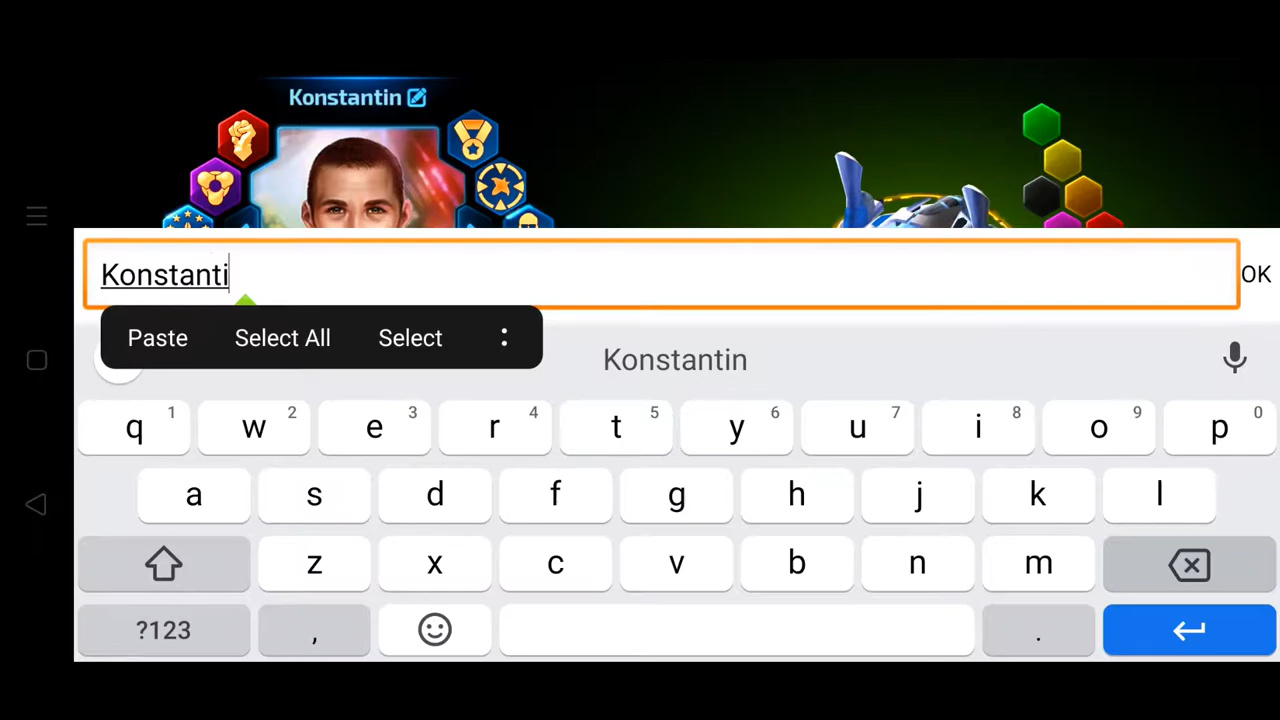 Konstantin
Konstanti
OK
Paste Select All Select
Konstantin
q 1 w 2 e 3 r 4 t 5 y 6 u 7 i 8 o 9 p 0
a s d f g h j k l
z x c v b n m
?123 , .